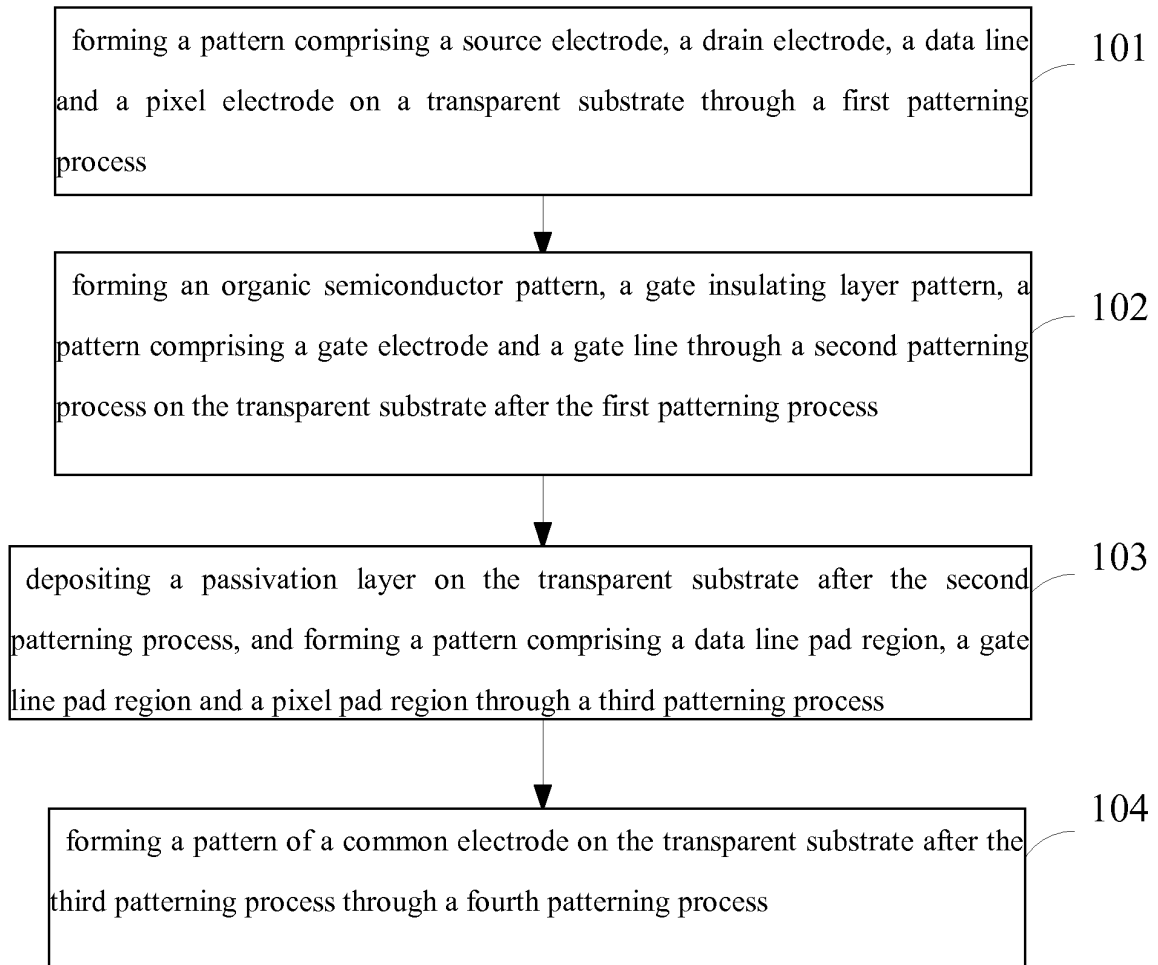 forming a pattern comprising a source electrode, a drain electrode, a data line
and a pixel electrode on a transparent substrate through a first patterning
process
101
forming an organic semiconductor pattern, a gate insulating layer pattern, a
pattern comprising a gate electrode and a gate line through a second patterning
process on the transparent substrate after the first patterning process
102
depositing a passivation layer on the transparent substrate after the second
patterning process, and forming a pattern comprising a data line pad region, a gate
line pad region and a pixel pad region through a third patterning process
103
forming a pattern of a common electrode on the transparent substrate after the
third patterning process through a fourth patterning process
104